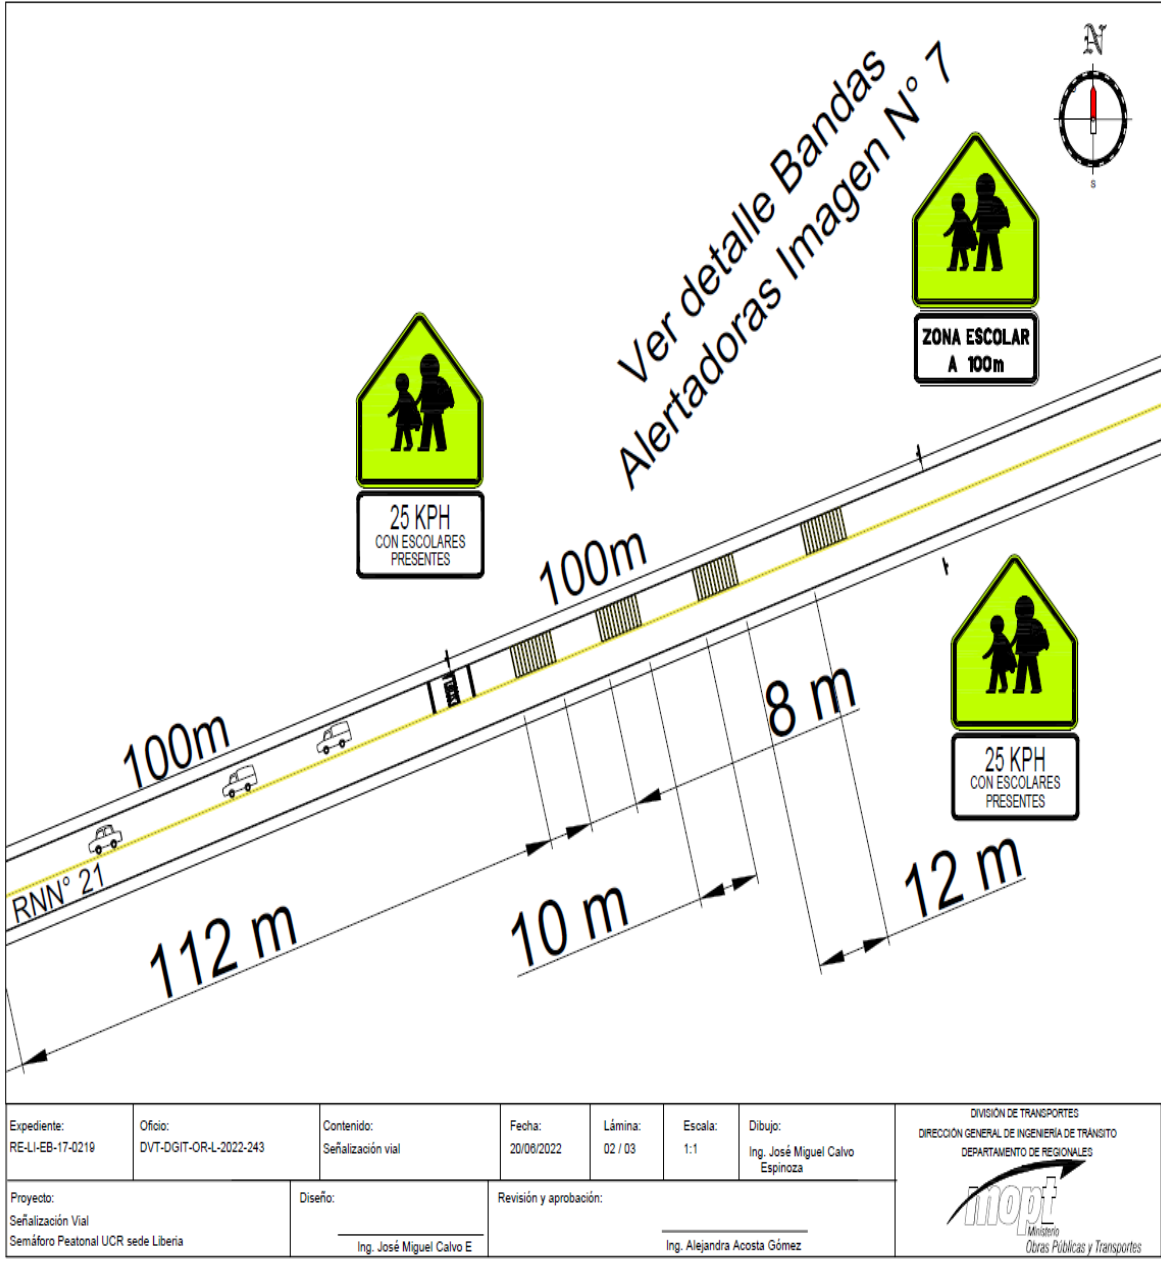 N
S
Ver detalle Bandas
Alertadoras Imagen N° 7
ZONA ESCOLAR
A 100m
25 KPH
CON ESCOLARES
PRESENTES
100m
100m
25 KPH
CON ESCOLARES
PRESENTES
8 m
12 m
10 m
112 m
RNN° 21
Expediente:
RE-LI-EB-17-0219
Oficio:
DVT-DGIT-OR-L-2022-243
Contenido:
Señalización vial
Fecha:
20/06/2022
Lámina:
02 / 03
Escala:
1:1
Dibujo:
Ing. José Miguel Calvo
Espinoza
DIVISIÓN DE TRANSPORTES
DIRECCIÓN GENERAL DE INGENIERÍA DE TRÁNSITO
DEPARTAMENTO DE REGIONALES
mopt
Ministerio
Obras Públicas y Transportes
Proyecto:
Señalización Vial
Semáforo Peatonal UCR sede Liberia
Diseño:
Ing. José Miguel Calvo E
Revisión y aprobación:
Ing. Alejandra Acosta Gómez